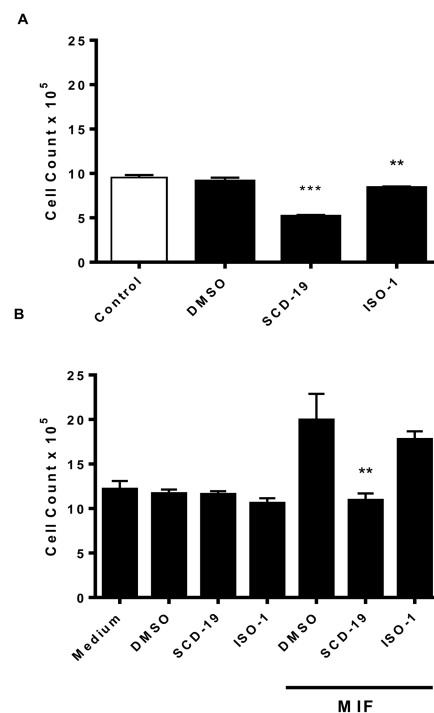 A
25
20
15
10
5
0
Cell Count x 10⁵
***
**
Control
DMSO
SCD-19
ISO-1
B
25
20
15
10
5
0
Cell Count x 10⁵
**
Medium
DMSO
SCD-19
ISO-1
DMSO
SCD-19
ISO-1
MIF